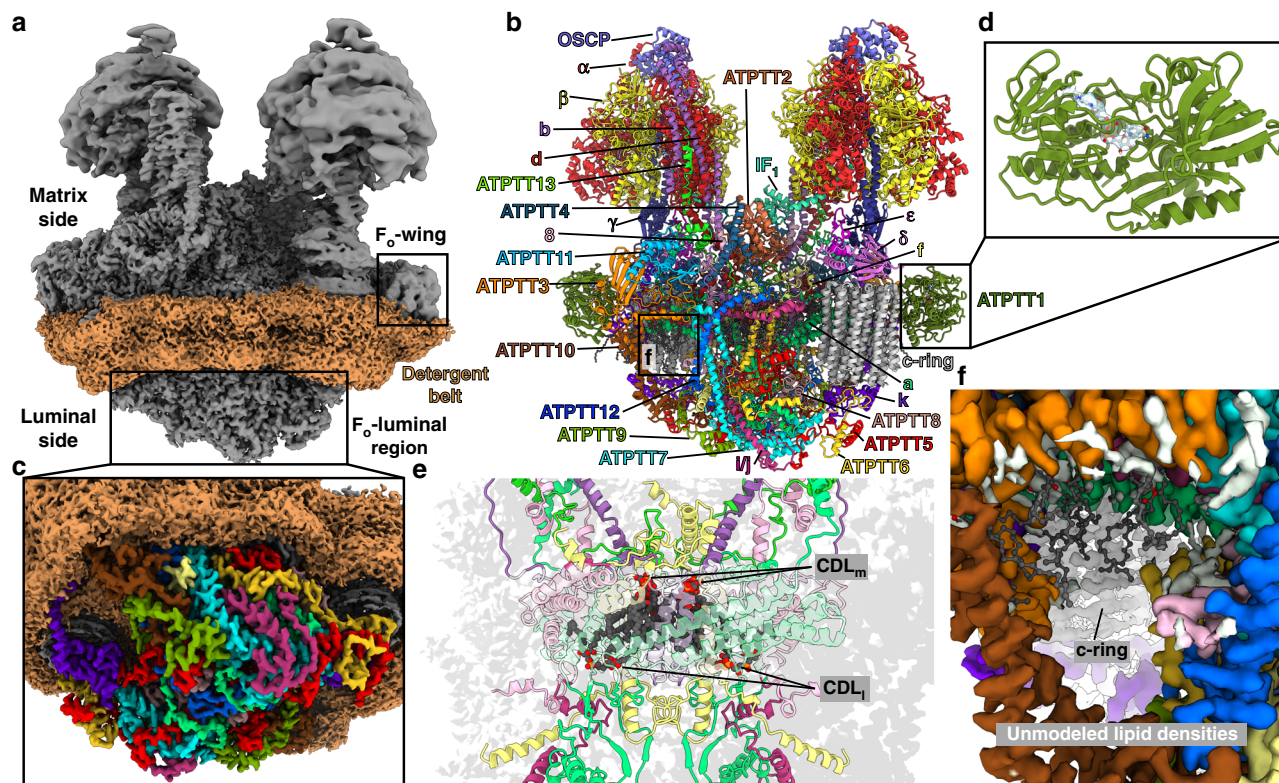 a
Matrix
side
Fo-wing
Detergent
belt
Luminal
side
Fo-luminal
region
b
OSCP
α
ATPTT2
β
b
d
IF1
ATPTT13
ATPTT4
γ
ε
8
δ
ATPTT11
f
ATPTT3
ATPTT1
f
ATPTT10
c-ring
a
k
ATPTT12
ATPTT8
ATPTT9
ATPTT5
ATPTT7
i/j
ATPTT6
c
d
e
CDLm
CDLl
f
c-ring
Unmodeled lipid densities